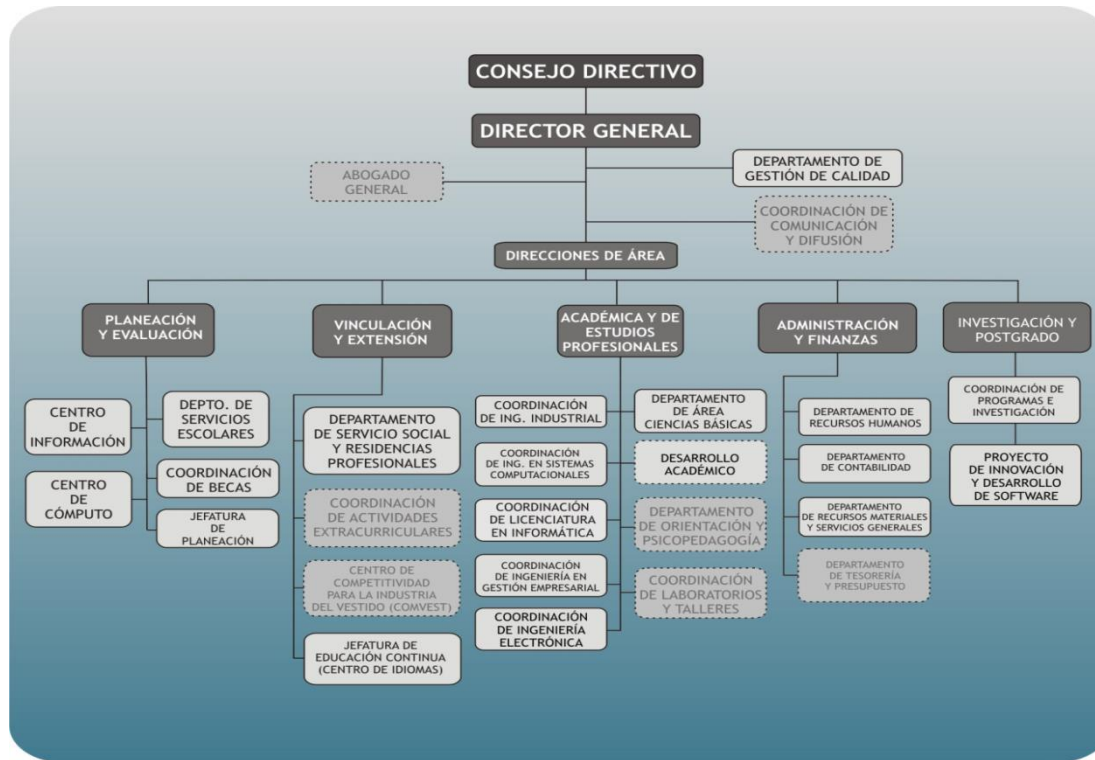 CONSEJO DIRECTIVO
DIRECTOR GENERAL
ABOGADO
GENERAL
DEPARTAMENTO DE
GESTIÓN DE CALIDAD
COORDINACIÓN DE
COMUNICACIÓN
Y DIFUSIÓN
DIRECCIONES DE ÁREA
PLANEACIÓN
Y EVALUACIÓN
CENTRO
DE
INFORMACIÓN
DEPTO. DE
SERVICIOS
ESCOLARES
CENTRO
DE
CÓMPUTO
COORDINACIÓN
DE BECAS
JEFATURA
DE
PLANEACIÓN
VINCULACIÓN
Y EXTENSIÓN
DEPARTAMENTO
DE SERVICIO SOCIAL
Y RESIDENCIAS
PROFESIONALES
COORDINACIÓN
DE ACTIVIDADES
EXTRACURRICULARES
CENTRO DE
COMPETITIVIDAD
PARA LA INDUSTRIA
DEL VESTIDO (COMVEST)
JEFATURA DE
EDUCACIÓN CONTINUA
(CENTRO DE IDIOMAS)
ACADÉMICA Y DE
ESTUDIOS
PROFESIONALES
COORDINACIÓN
DE ING. INDUSTRIAL
DEPARTAMENTO
DE ÁREA
CIENCIAS BÁSICAS
COORDINACIÓN
DE ING. EN SISTEMAS
COMPUTACIONALES
DESARROLLO
ACADÉMICO
COORDINACIÓN
DE LICENCIATURA
EN INFORMÁTICA
DEPARTAMENTO
DE ORIENTACIÓN Y
PSICOPEDAGOGÍA
COORDINACIÓN
DE INGENIERÍA EN
GESTIÓN EMPRESARIAL
COORDINACIÓN
DE LABORATORIOS
Y TALLERES
COORDINACIÓN
DE INGENIERÍA
ELECTRÓNICA
ADMINISTRACIÓN
Y FINANZAS
DEPARTAMENTO DE
RECURSOS HUMANOS
DEPARTAMENTO
DE CONTABILIDAD
DEPARTAMENTO
DE RECURSOS MATERIALES
Y SERVICIOS GENERALES
DEPARTAMENTO
DE TESORERÍA
Y PRESUPUESTO
INVESTIGACIÓN Y
POSTGRADO
COORDINACIÓN DE
PROGRAMAS E
INVESTIGACIÓN
PROYECTO
DE INNOVACIÓN
Y DESARROLLO
DE SOFTWARE